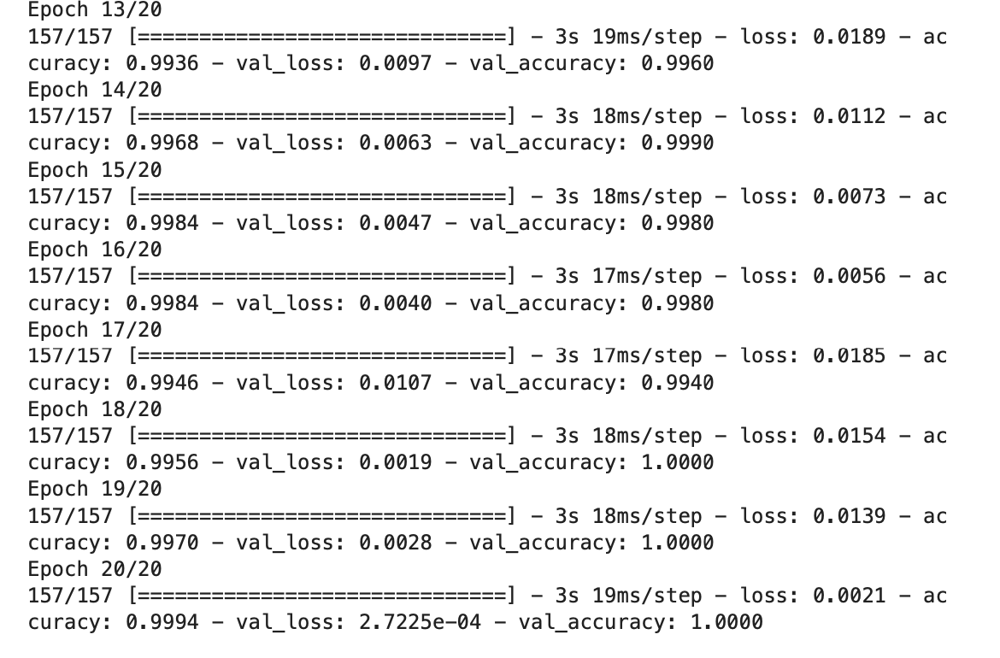 Epoch 13/20
157/157 [==============================] - 3s 19ms/step - loss: 0.0189 - ac
curacy: 0.9936 - val_loss: 0.0097 - val_accuracy: 0.9960
Epoch 14/20
157/157 [==============================] - 3s 18ms/step - loss: 0.0112 - ac
curacy: 0.9968 - val_loss: 0.0063 - val_accuracy: 0.9990
Epoch 15/20
157/157 [==============================] - 3s 18ms/step - loss: 0.0073 - ac
curacy: 0.9984 - val_loss: 0.0047 - val_accuracy: 0.9980
Epoch 16/20
157/157 [==============================] - 3s 17ms/step - loss: 0.0056 - ac
curacy: 0.9984 - val_loss: 0.0040 - val_accuracy: 0.9980
Epoch 17/20
157/157 [==============================] - 3s 17ms/step - loss: 0.0185 - ac
curacy: 0.9946 - val_loss: 0.0107 - val_accuracy: 0.9940
Epoch 18/20
157/157 [==============================] - 3s 18ms/step - loss: 0.0154 - ac
curacy: 0.9956 - val_loss: 0.0019 - val_accuracy: 1.0000
Epoch 19/20
157/157 [==============================] - 3s 18ms/step - loss: 0.0139 - ac
curacy: 0.9970 - val_loss: 0.0028 - val_accuracy: 1.0000
Epoch 20/20
157/157 [==============================] - 3s 19ms/step - loss: 0.0021 - ac
curacy: 0.9994 - val_loss: 2.7225e-04 - val_accuracy: 1.0000